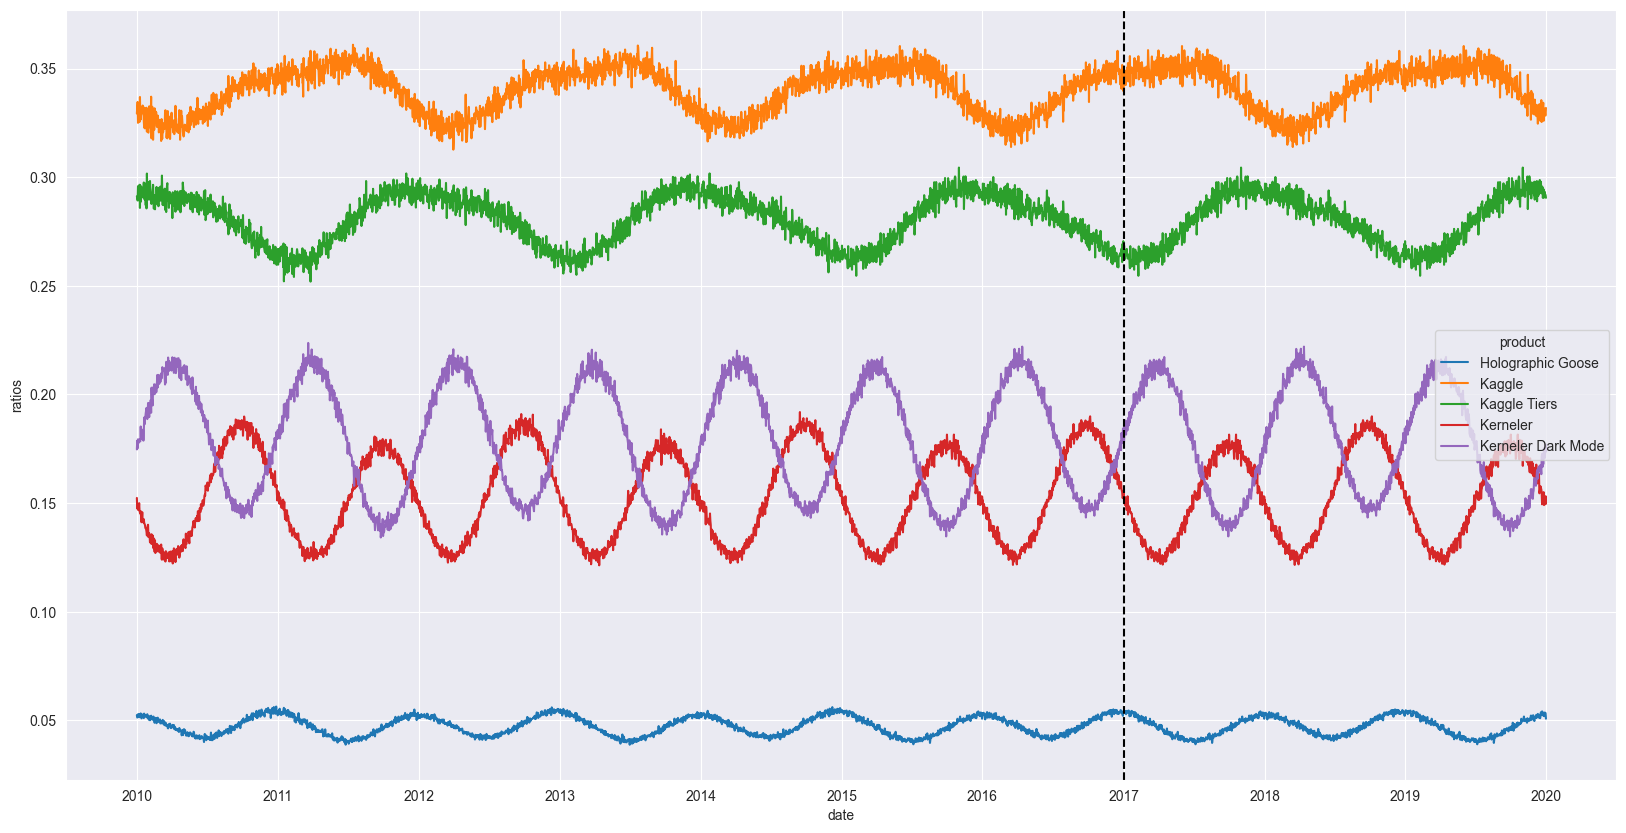 0.35
0.30
0.25
0.20
0.15
0.10
0.05
ratios
product
Holographic Goose
Kaggle
Kaggle Tiers
Kerneler
Kerneler Dark Mode
2010 2011 2012 2013 2014 2015 2016 2017 2018 2019 2020
date